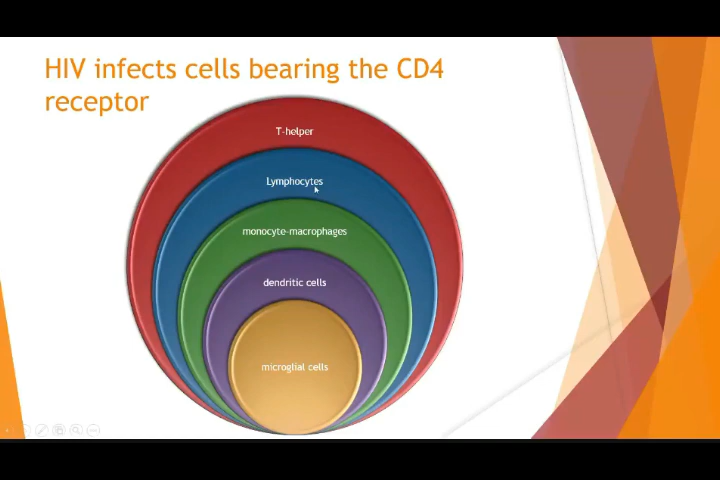 HIV infects cells bearing the CD4
receptor
T-helper
Lymphocytes
monocyte-macrophages
dendritic cells
microglial cells